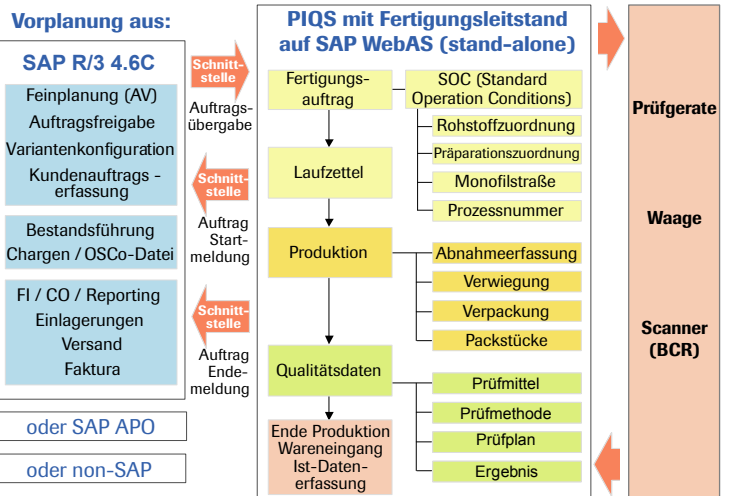 Vorplanung aus:
SAP R/3 4.6C
Feinplanung (AV)
Auftragsfreigabe
Variantenkonfiguration
Kundenauftrags -
erfassung
Bestandsführung
Chargen / OSCo-Datei
FI / CO / Reporting
Einlagerungen
Versand
Faktura
oder SAP APO
oder non-SAP
Schnitt-
stelle
Auftrags-
übergabe
Schnitt-
stelle
Auftrag
Start-
meldung
Schnitt-
stelle
Auftrag
Ende-
meldung
PIQS mit Fertigungsleitstand
auf SAP WebAS (stand-alone)
Fertigungs-
auftrag
SOC (Standard
Operation Conditions)
Rohstoffzuordnung
Präparationszuordnung
Monofilstraße
Prozessnummer
Laufzettel
Produktion
Abnahmeerfassung
Verwiegung
Verpackung
Packstücke
Qualitätsdaten
Prüfmittel
Prüfmethode
Prüfplan
Ergebnis
Ende Produktion
Wareneingang
Ist-Daten-
erfassung
Prüfgerate
Waage
Scanner
(BCR)